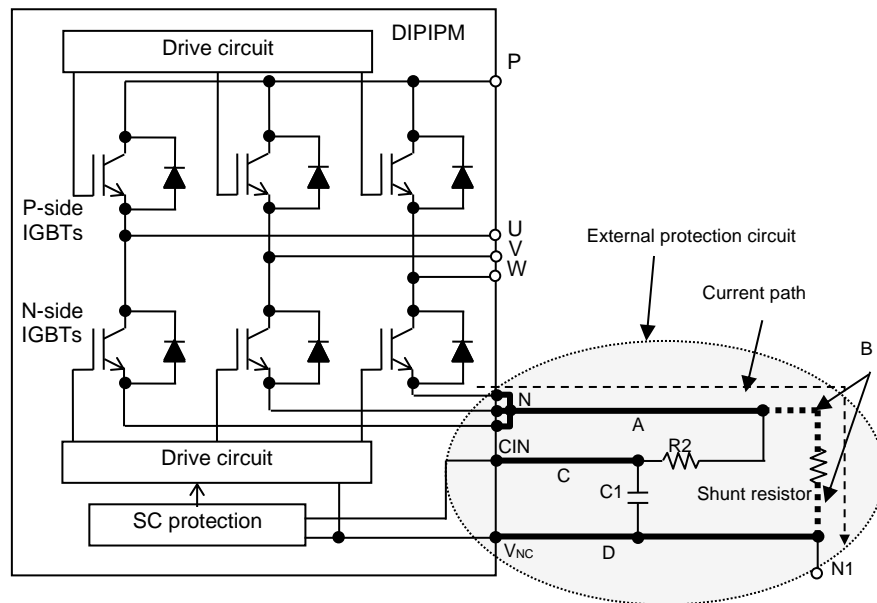 DIPIPM
Drive circuit
P
P-side
IGBTs
U
V
W
External protection circuit
Current path
N-side
IGBTs
B
N
A
CIN
R2
C
Drive circuit
C1
Shunt resistor
SC protection
VNC
D
N1